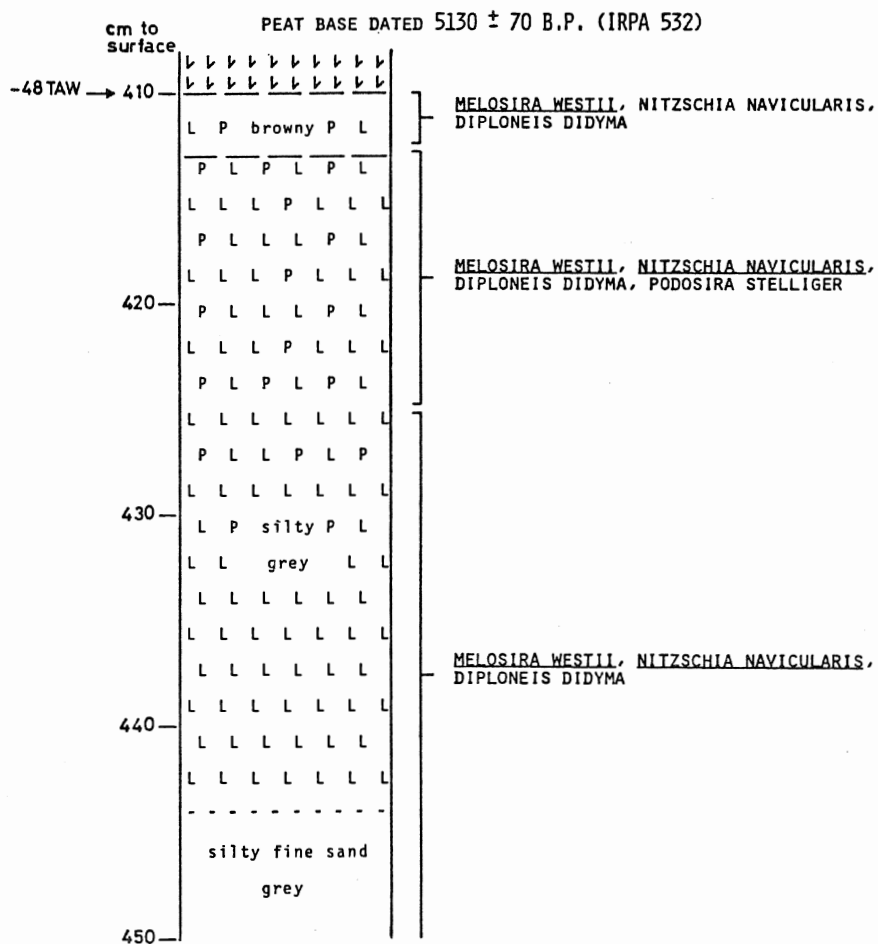 PEAT BASE DATED 5130 ± 70 B.P. (IRPA 532)
cm to
surface
-48 TAW
410
L P browny P L
MELOSIRA WESTII, NITZSCHIA NAVICULARIS,
DIPLONEIS DIDYMA
P L P L P L
L L L P L L L
P L L L P L
L L L P L L L
MELOSIRA WESTII, NITZSCHIA NAVICULARIS,
DIPLONEIS DIDYMA, PODOSIRA STELLIGER
420
P L L L P L
L L L P L L L
P L P L P L
L L L L L L L
P L L P L P
L L L L L L L
430
L P silty P L
L L grey L L
L L L L L L
L L L L L L L
L L L L L L
MELOSIRA WESTII, NITZSCHIA NAVICULARIS,
DIPLONEIS DIDYMA
L L L L L L L
440
L L L L L L
L L L L L L L
silty fine sand
grey
450